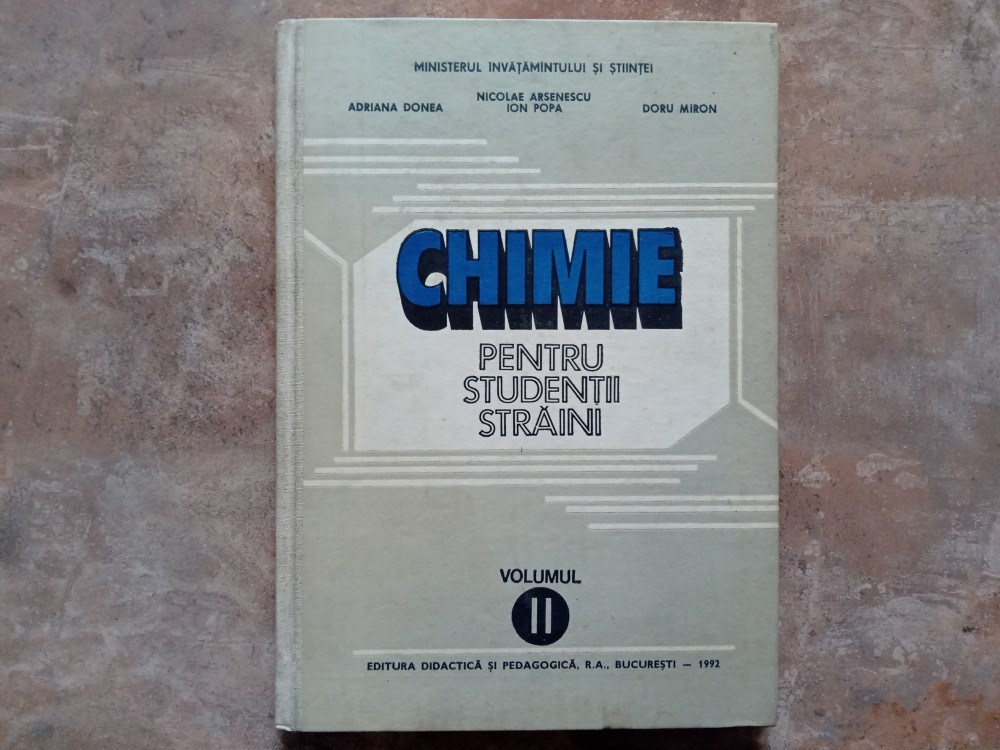 MINISTERUL INVĂȚĂMÎNTULUI ȘI ȘTIINȚEI
NICOLAE ARSENESCU
ADRIANA DONEA ION POPA DORU MIRON
CHIMIE
PENTRU
STUDENȚII
STRĂINI
VOLUMUL
II
EDITURA DIDACTICĂ ȘI PEDAGOGICĂ, R.A., BUCUREȘTI — 1992